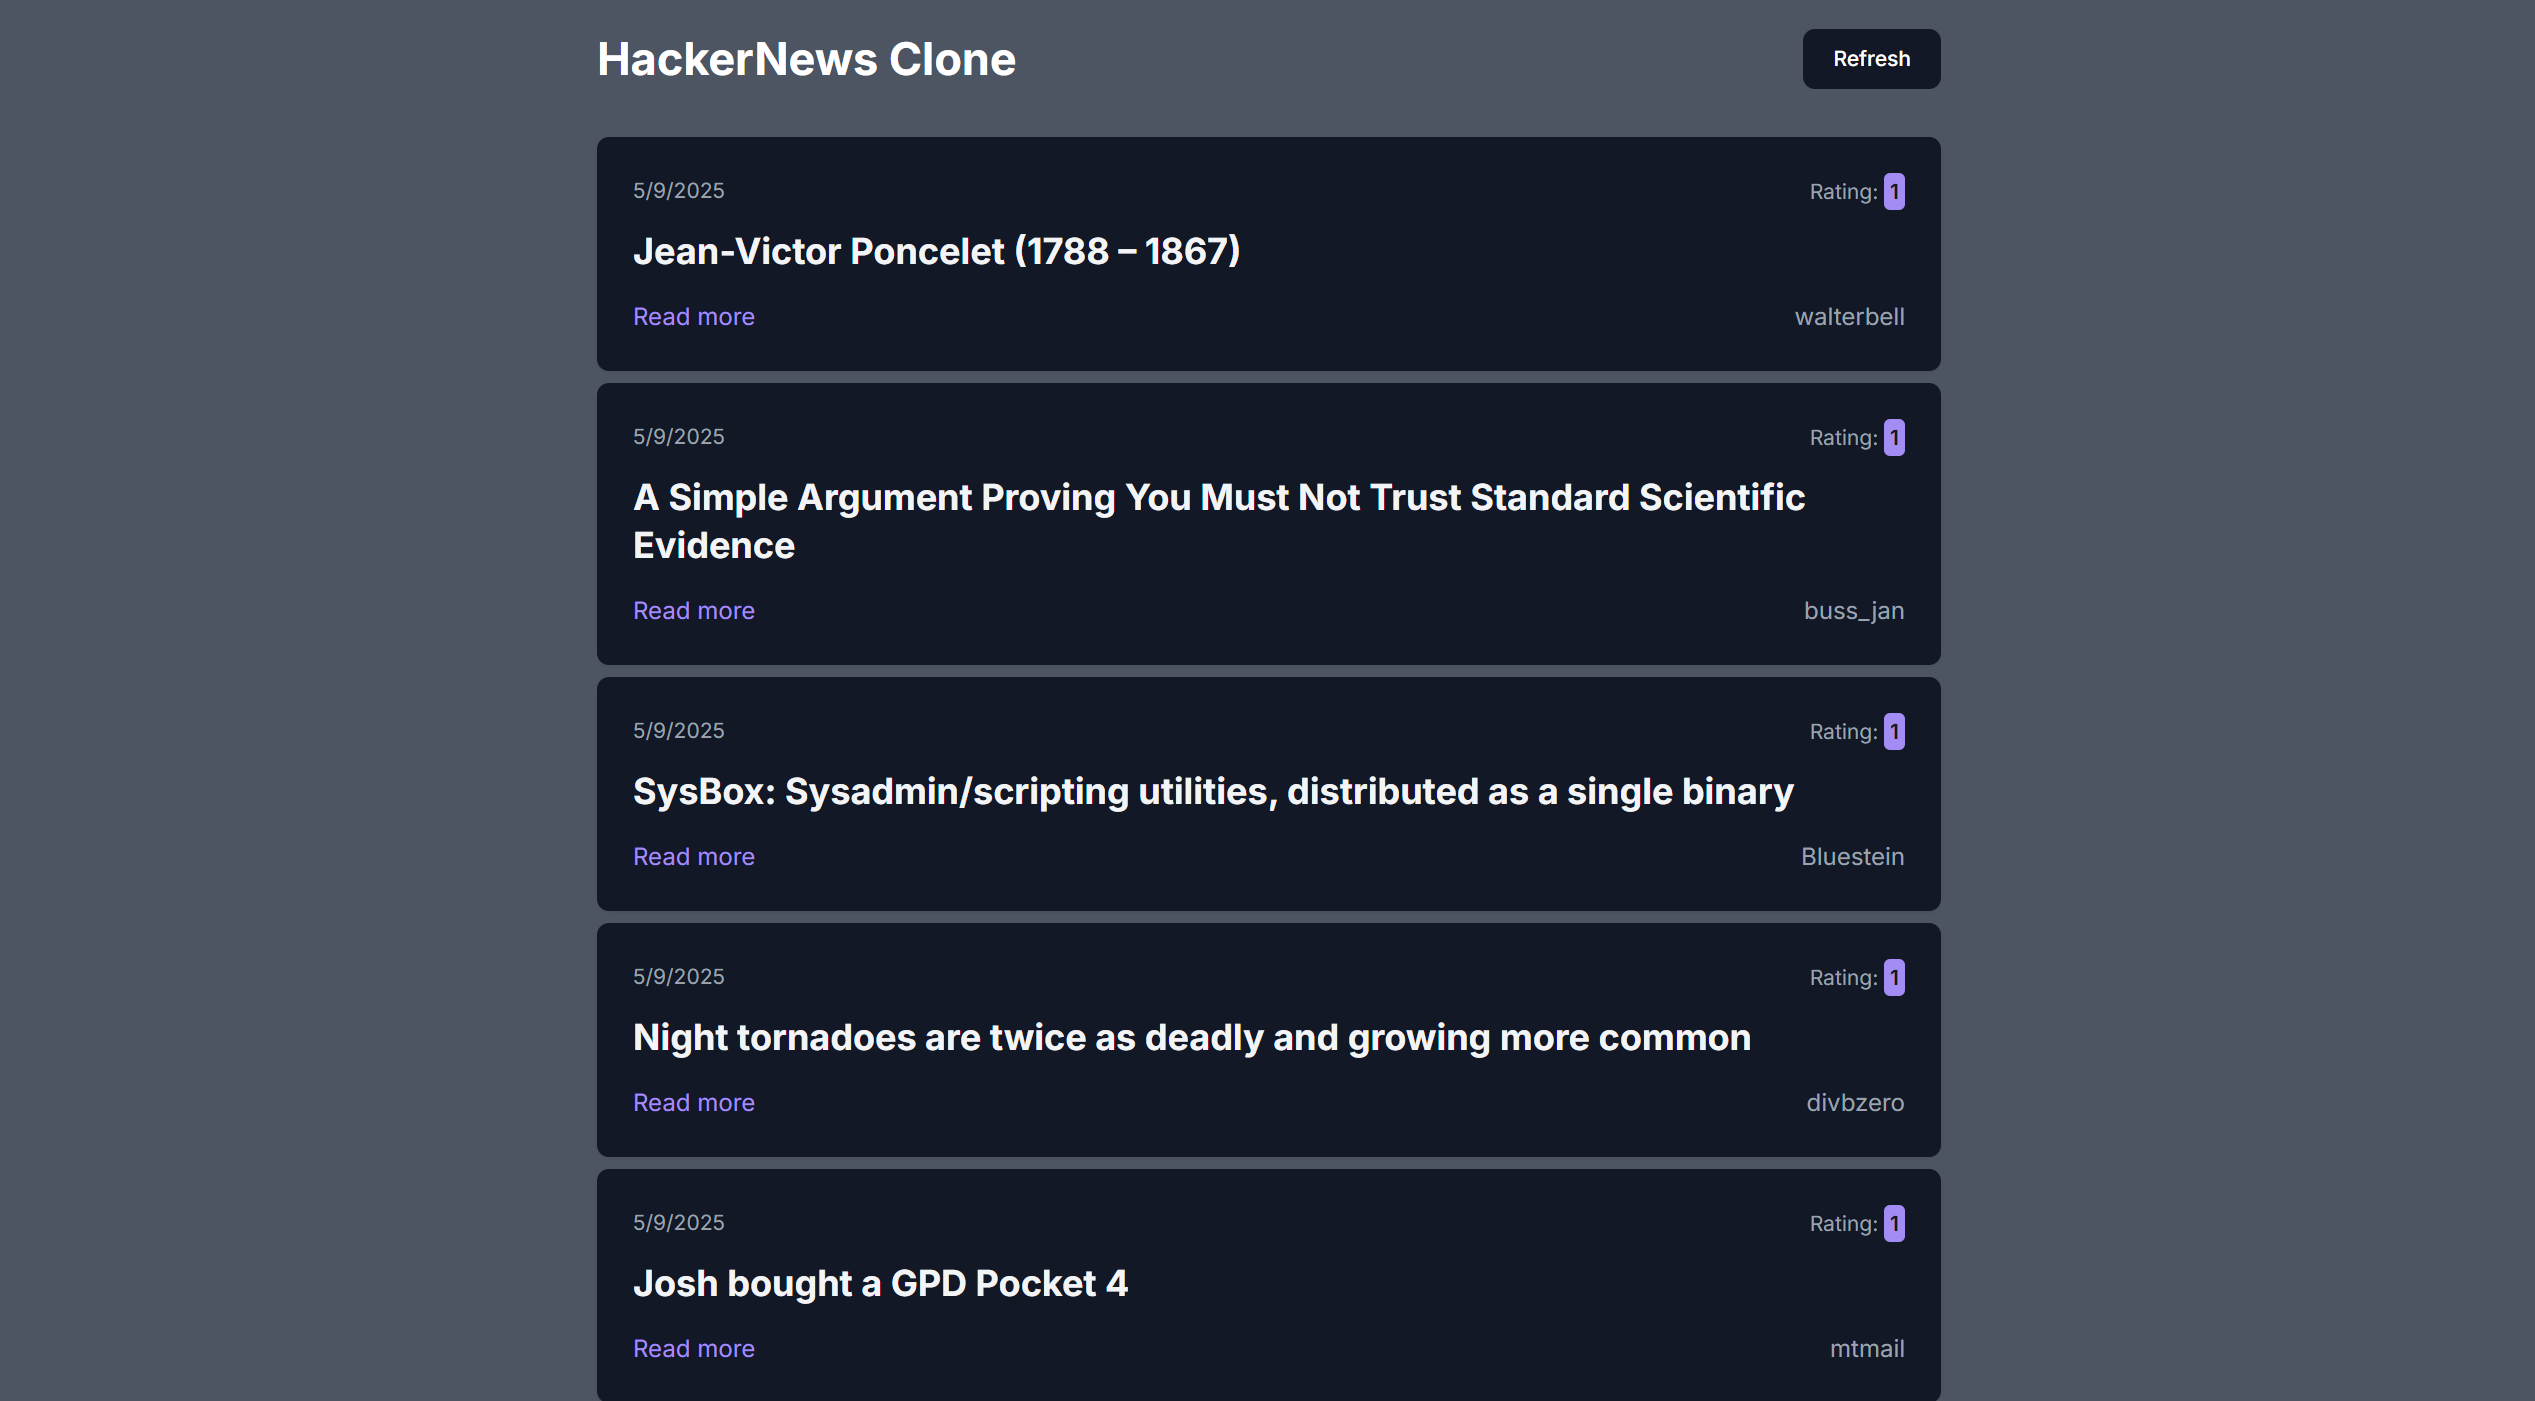 HackerNews Clone
Refresh
5/9/2025
Rating: 1
Jean-Victor Poncelet (1788 – 1867)
Read more
walterbell
5/9/2025
Rating: 1
A Simple Argument Proving You Must Not Trust Standard Scientific
Evidence
Read more
buss_jan
5/9/2025
Rating: 1
SysBox: Sysadmin/scripting utilities, distributed as a single binary
Read more
Bluestein
5/9/2025
Rating: 1
Night tornadoes are twice as deadly and growing more common
Read more
divbzero
5/9/2025
Rating: 1
Josh bought a GPD Pocket 4
Read more
mtmail